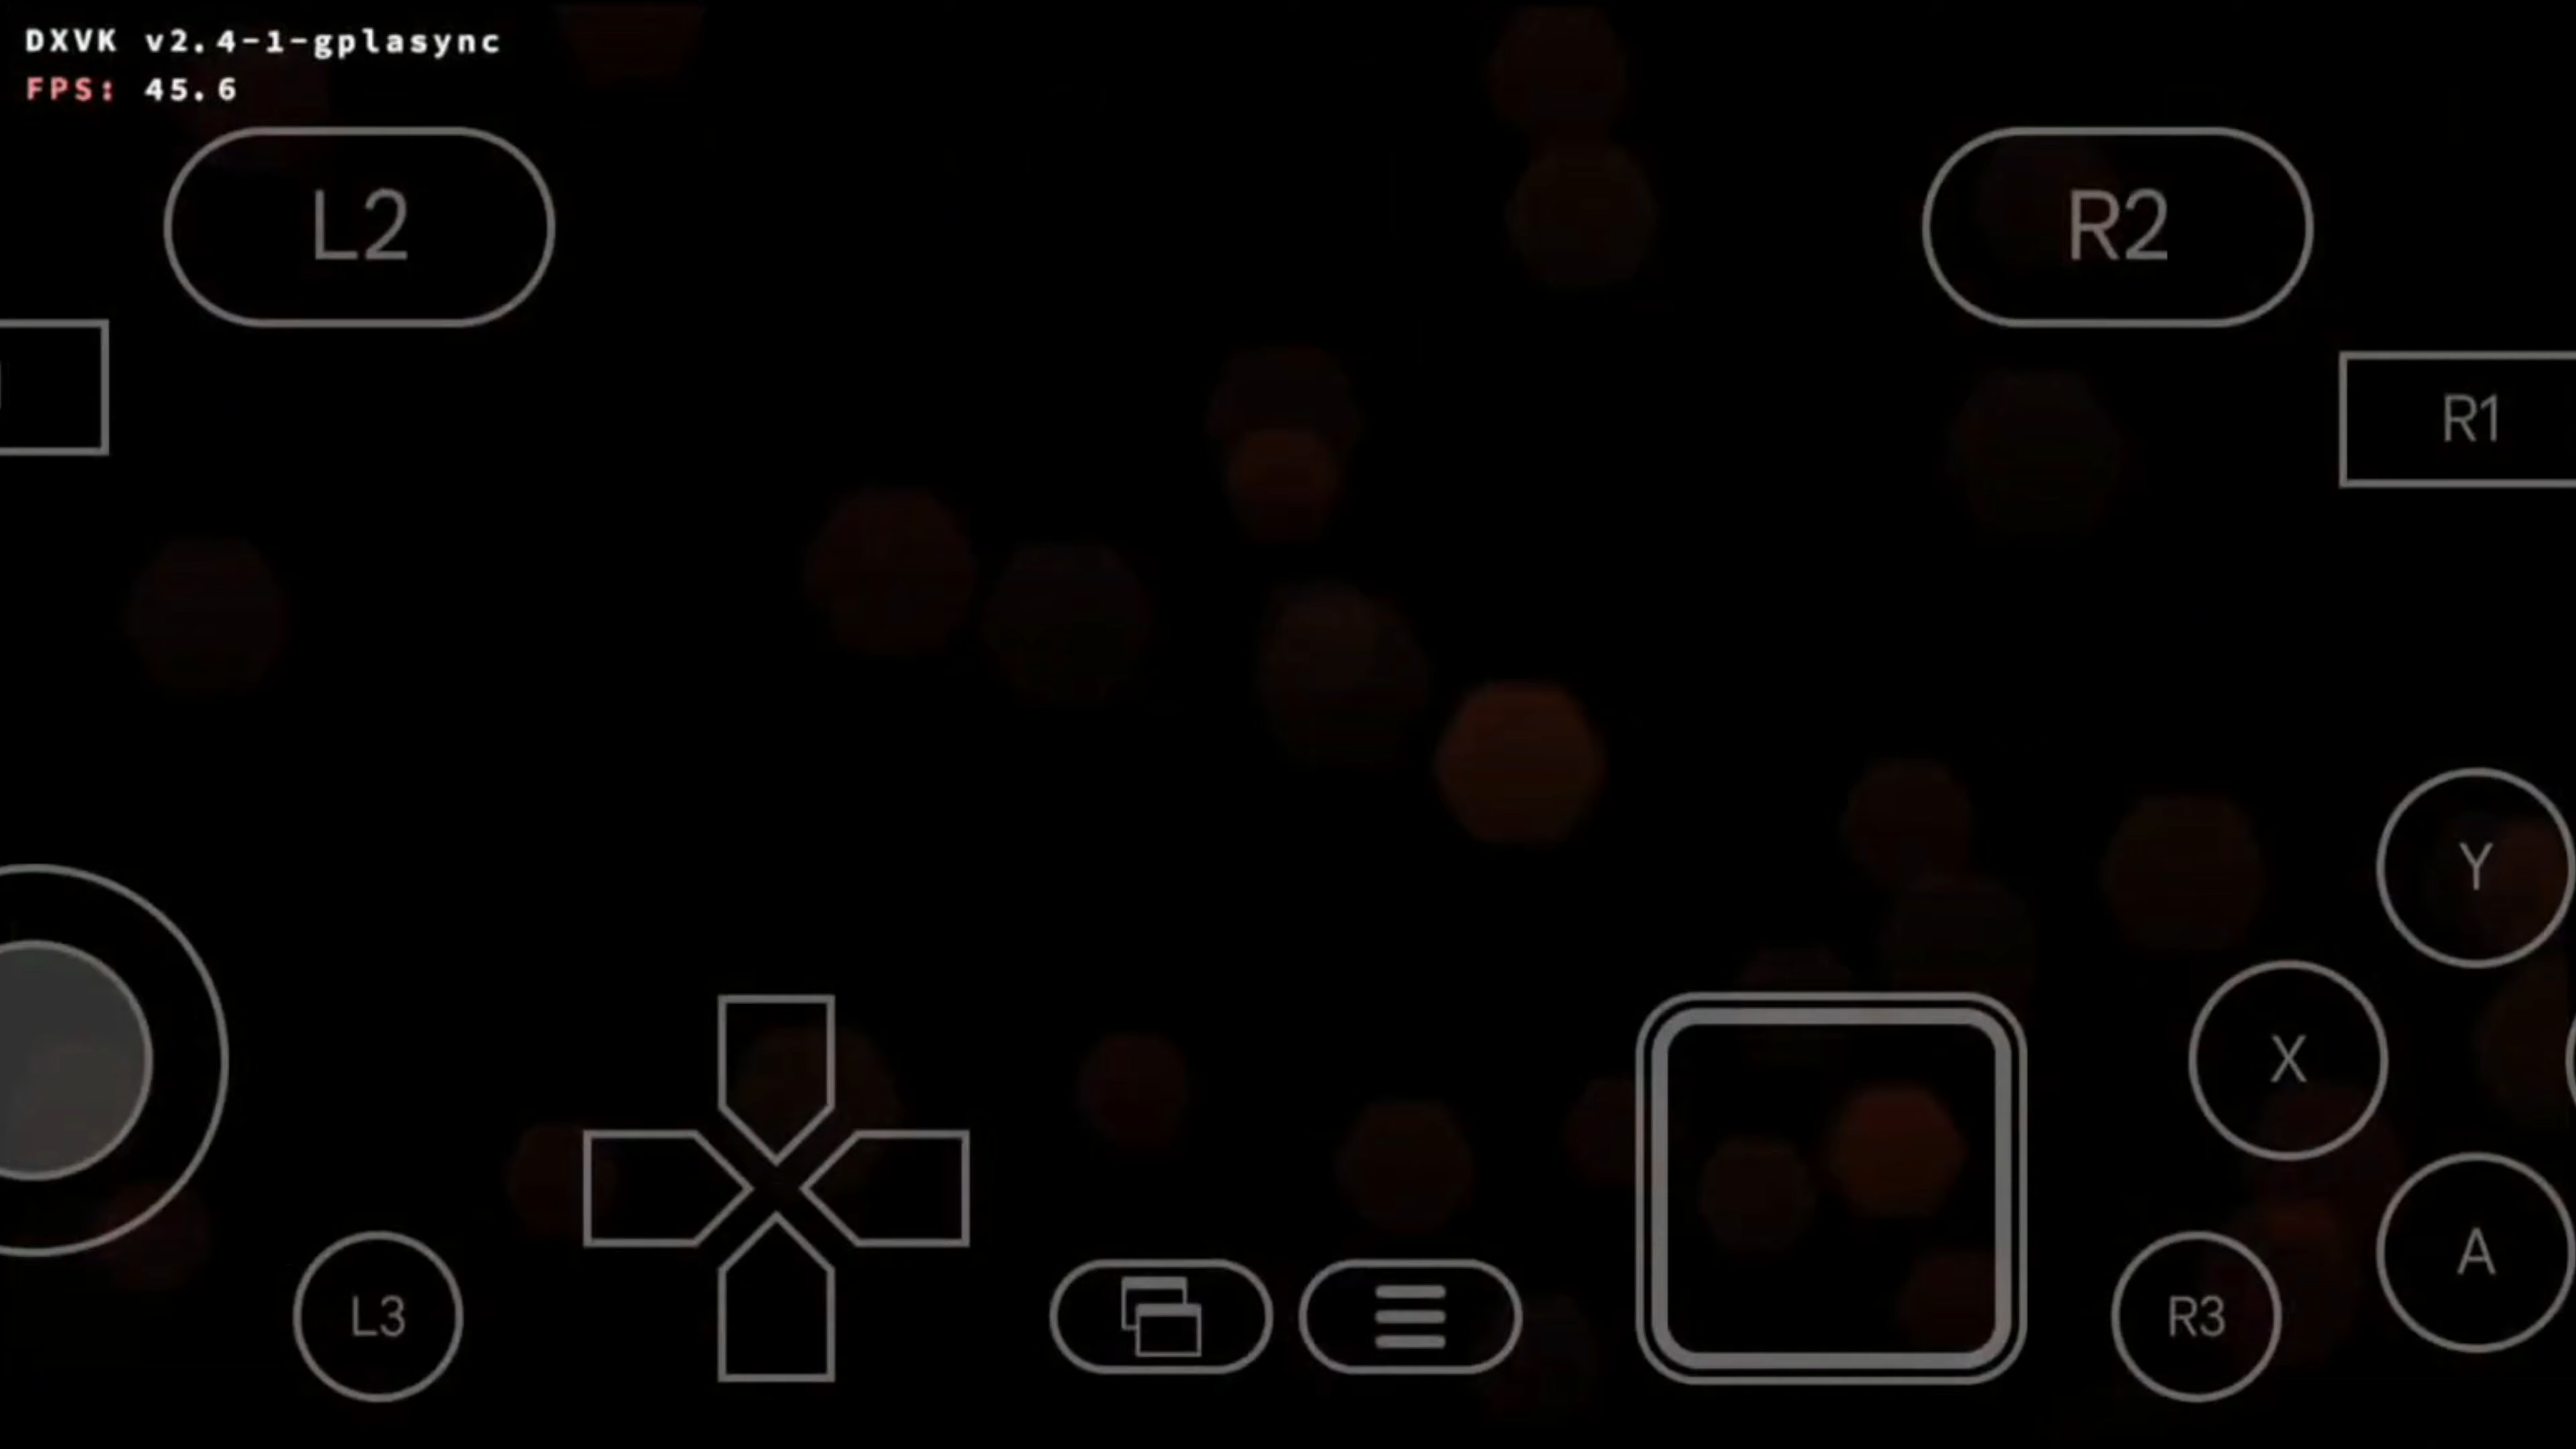 DXVK v2.4-1-gplasync
FPS: 45.6
L2
R2
R1
Y
X
A
L3
R3